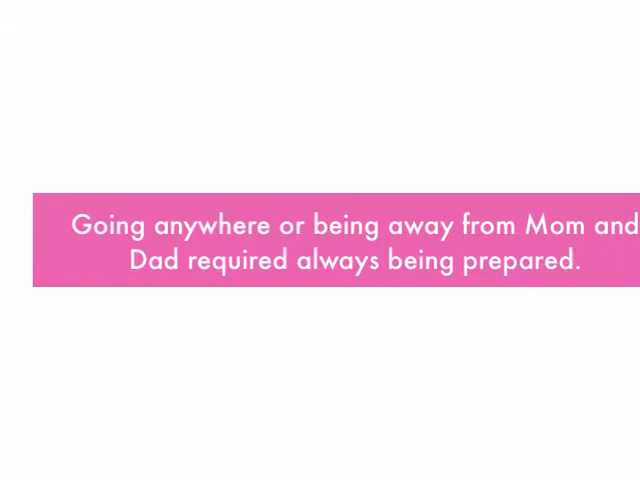 Going anywhere or being away from Mom and
Dad required always being prepared.